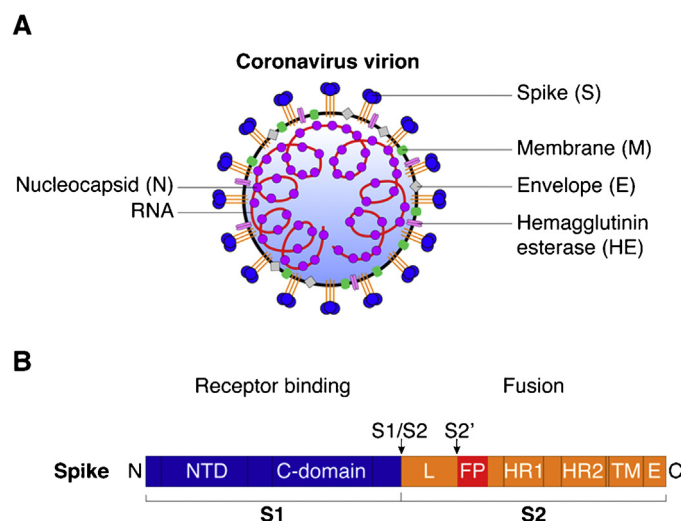 A
Coronavirus virion
Spike (S)
Membrane (M)
Nucleocapsid (N)
Envelope (E)
RNA
Hemagglutinin
esterase (HE)
B
Receptor binding
Fusion
S1/S2 S2’
Spike N NTD C-domain L FP HR1 HR2 TM E C
S1 S2